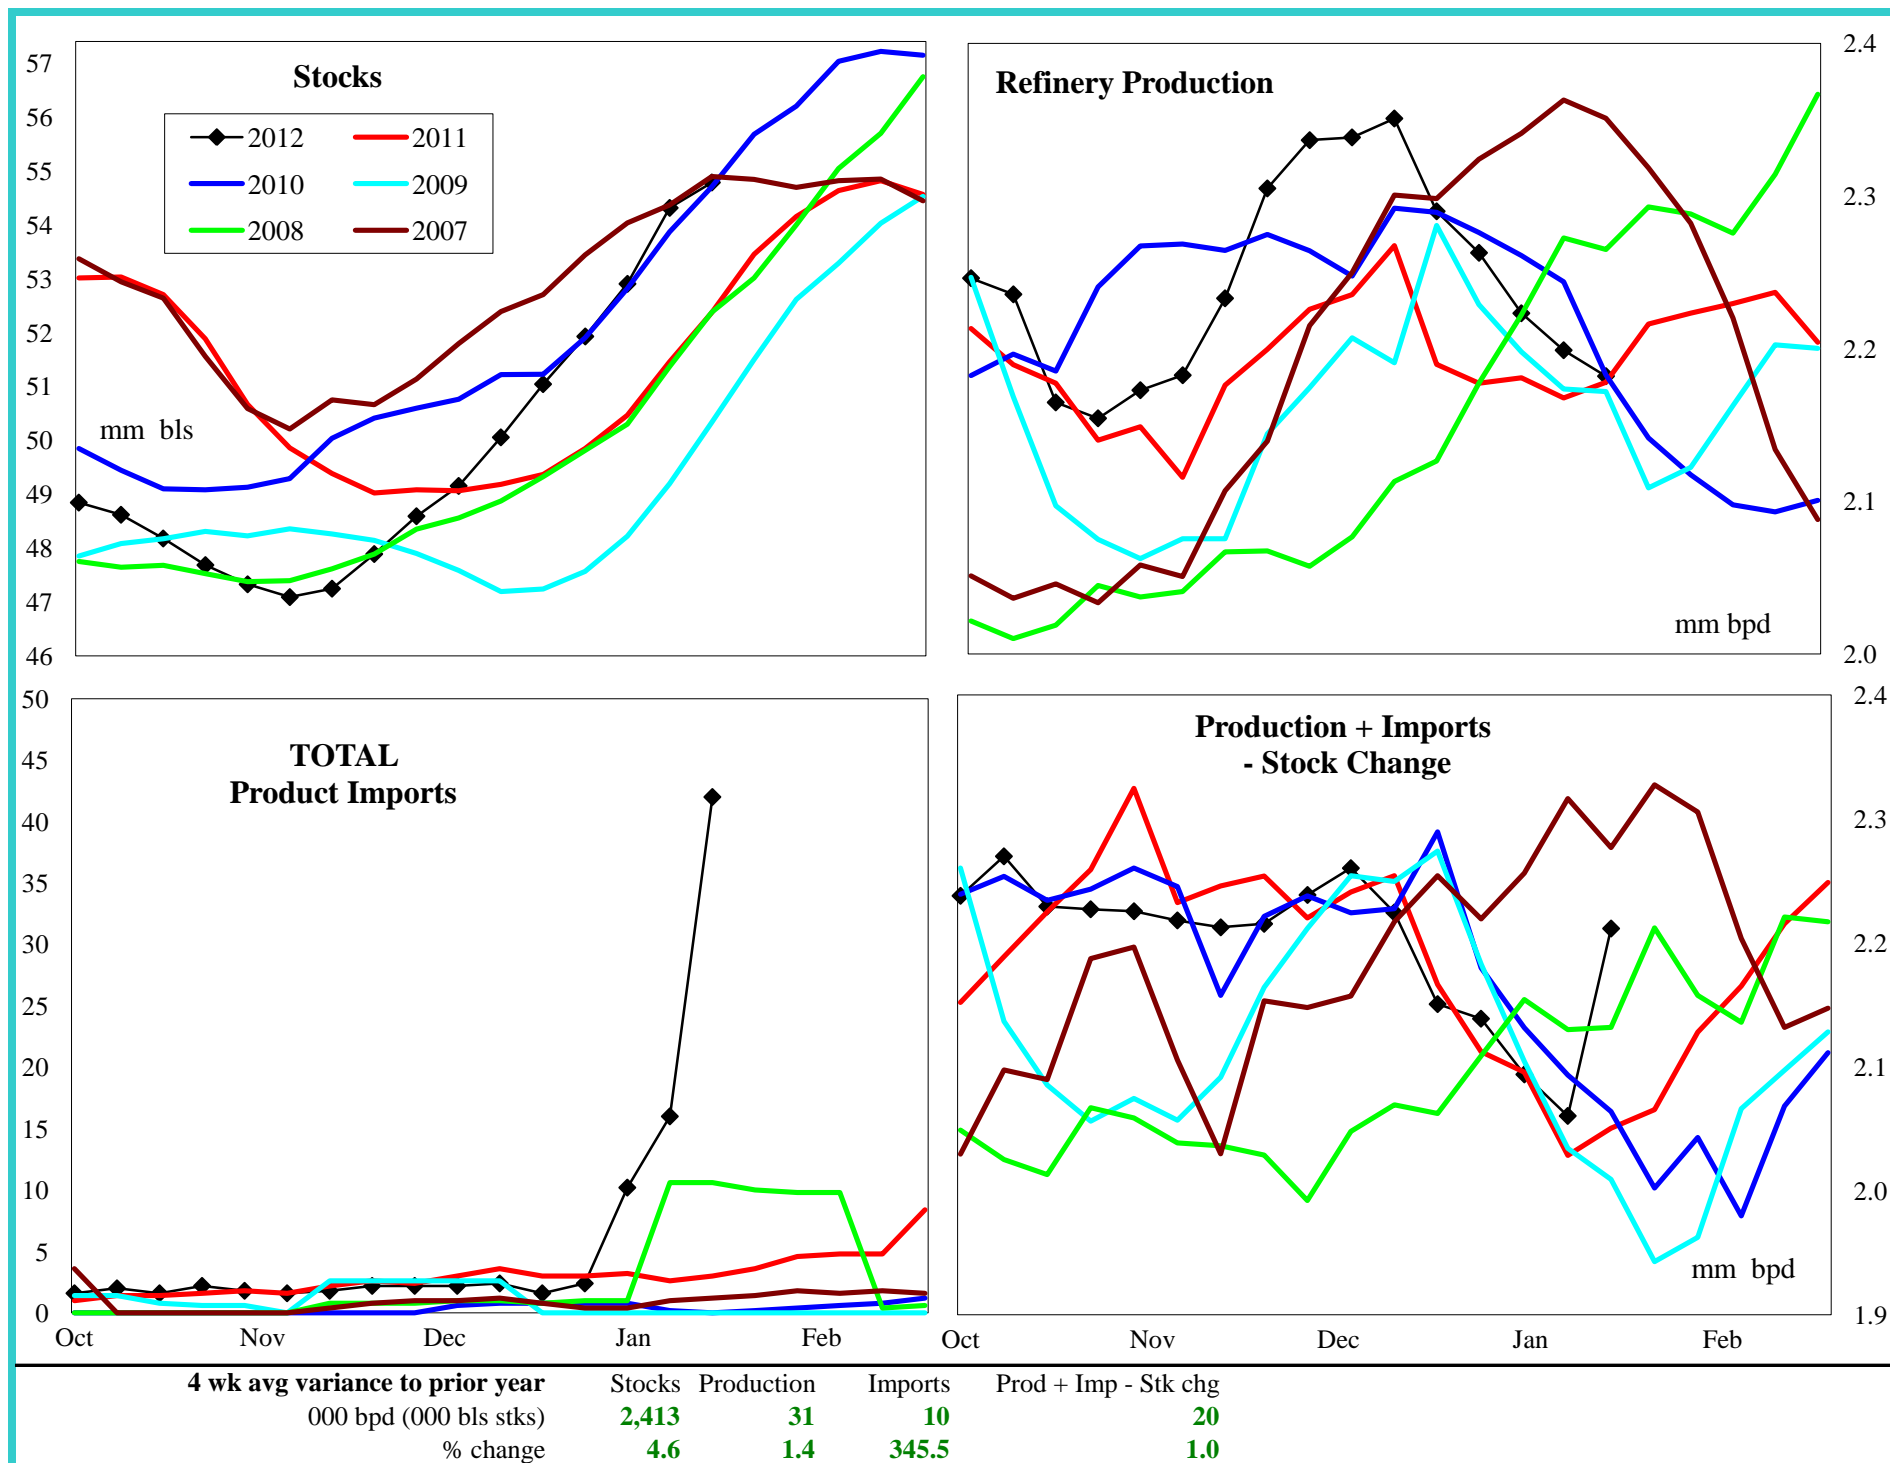 Stocks
57
56
55
54
53
52
51
50
49
48
47
46
2012
2011
2010
2009
2008
2007
mm bls
Refinery Production
2.4
2.3
2.2
2.1
2.0
mm bpd
TOTAL
Product Imports
50
45
40
35
30
25
20
15
10
5
0
Oct Nov Dec Jan Feb
Production + Imports
- Stock Change
2.4
2.3
2.2
2.1
2.0
1.9
mm bpd
Oct Nov Dec Jan Feb
4 wk avg variance to prior year Stocks Production Imports Prod + Imp - Stk chg
000 bpd (000 bls stks) 2,413 31 10 20
% change 4.6 1.4 345.5 1.0